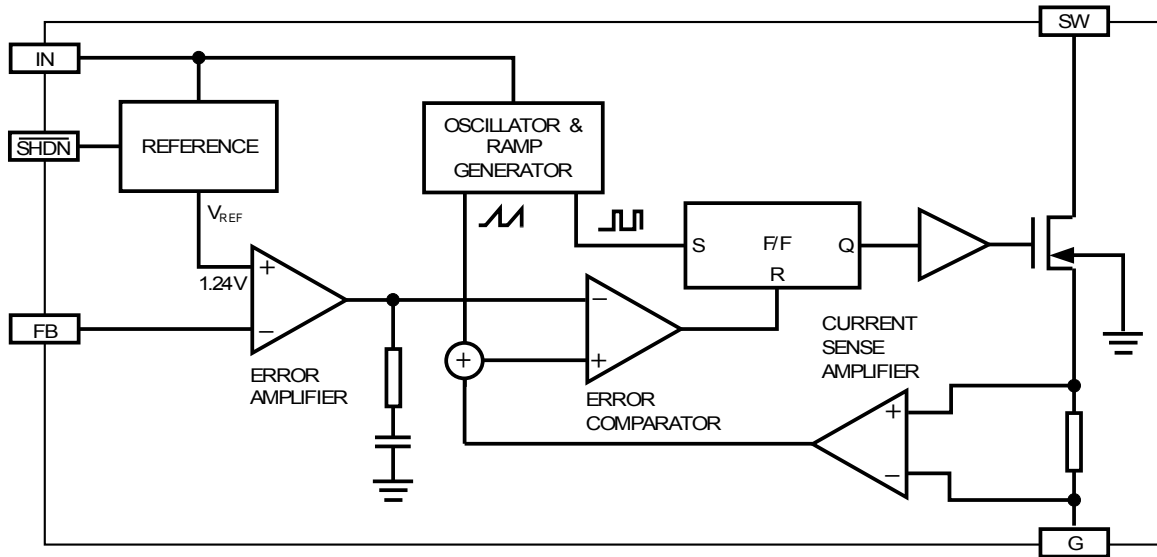 SW
IN
SHDN
REFERENCE
OSCILLATOR &
RAMP
GENERATOR
VREF
1.24V
+
−
FB
ERROR
AMPLIFIER
+
−
+
ERROR
COMPARATOR
S
F/F
Q
R
CURRENT
SENSE
AMPLIFIER
+
−
G